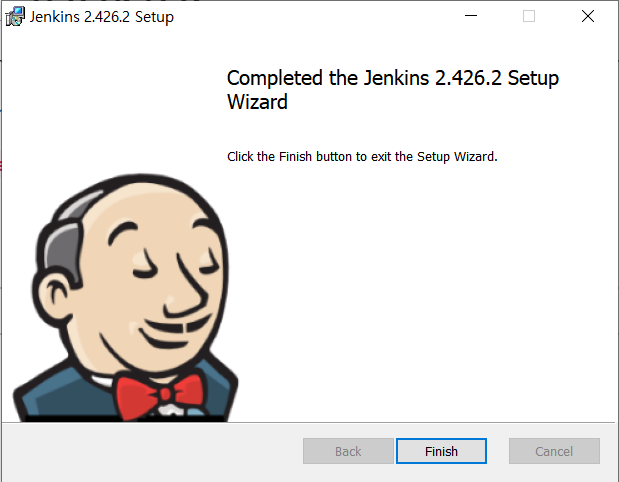 Jenkins 2.426.2 Setup
Completed the Jenkins 2.426.2 Setup
Wizard
Click the Finish button to exit the Setup Wizard.
Back
Finish
Cancel